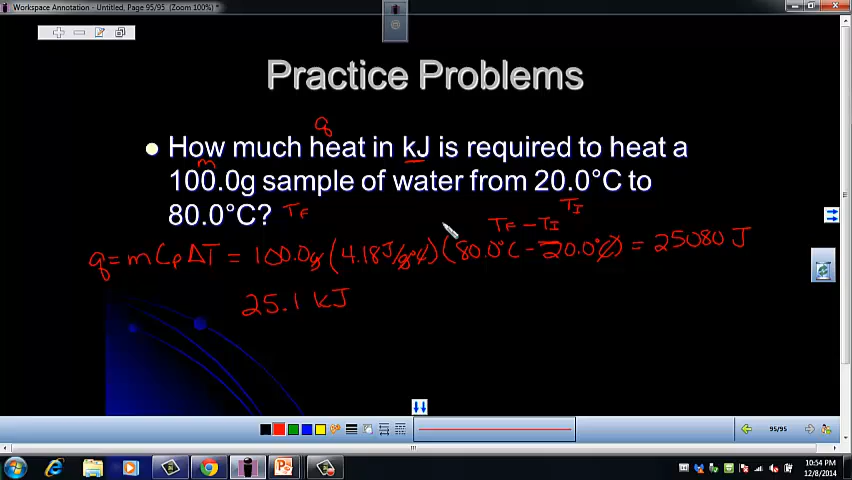 Workspace Annotation - Untitled, Page 95/95 (Zoom 100%) *
Practice Problems
q
How much heat in kJ is required to heat a
m
100.0g sample of water from 20.0°C to
TI
80.0°C? TF
TF - TI
q = m Cp ΔT = 100.0g (4.18J/g°C) (80.0°C - 20.0°C) = 25080 J
25.1 kJ
95/95
10:54 PM
12/8/2014